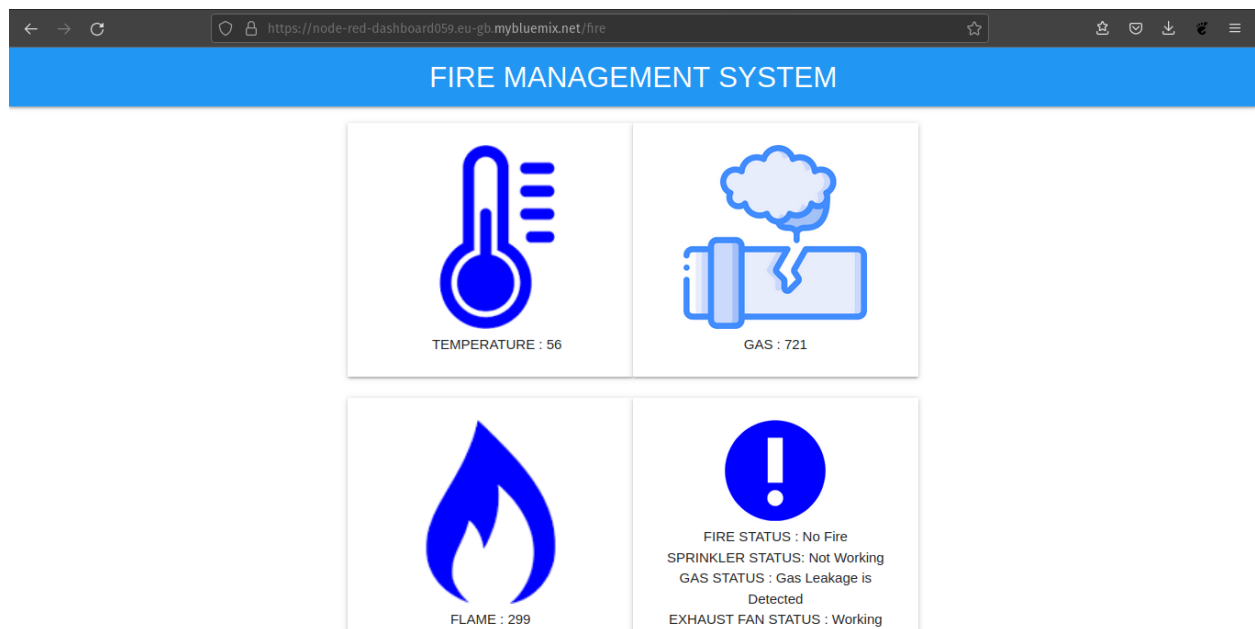 https://node-red-dashboard059.eu-gb.mybluemix.net/fire
FIRE MANAGEMENT SYSTEM
TEMPERATURE : 56
GAS : 721
FLAME : 299
FIRE STATUS : No Fire
SPRINKLER STATUS: Not Working
GAS STATUS : Gas Leakage is
Detected
EXHAUST FAN STATUS : Working